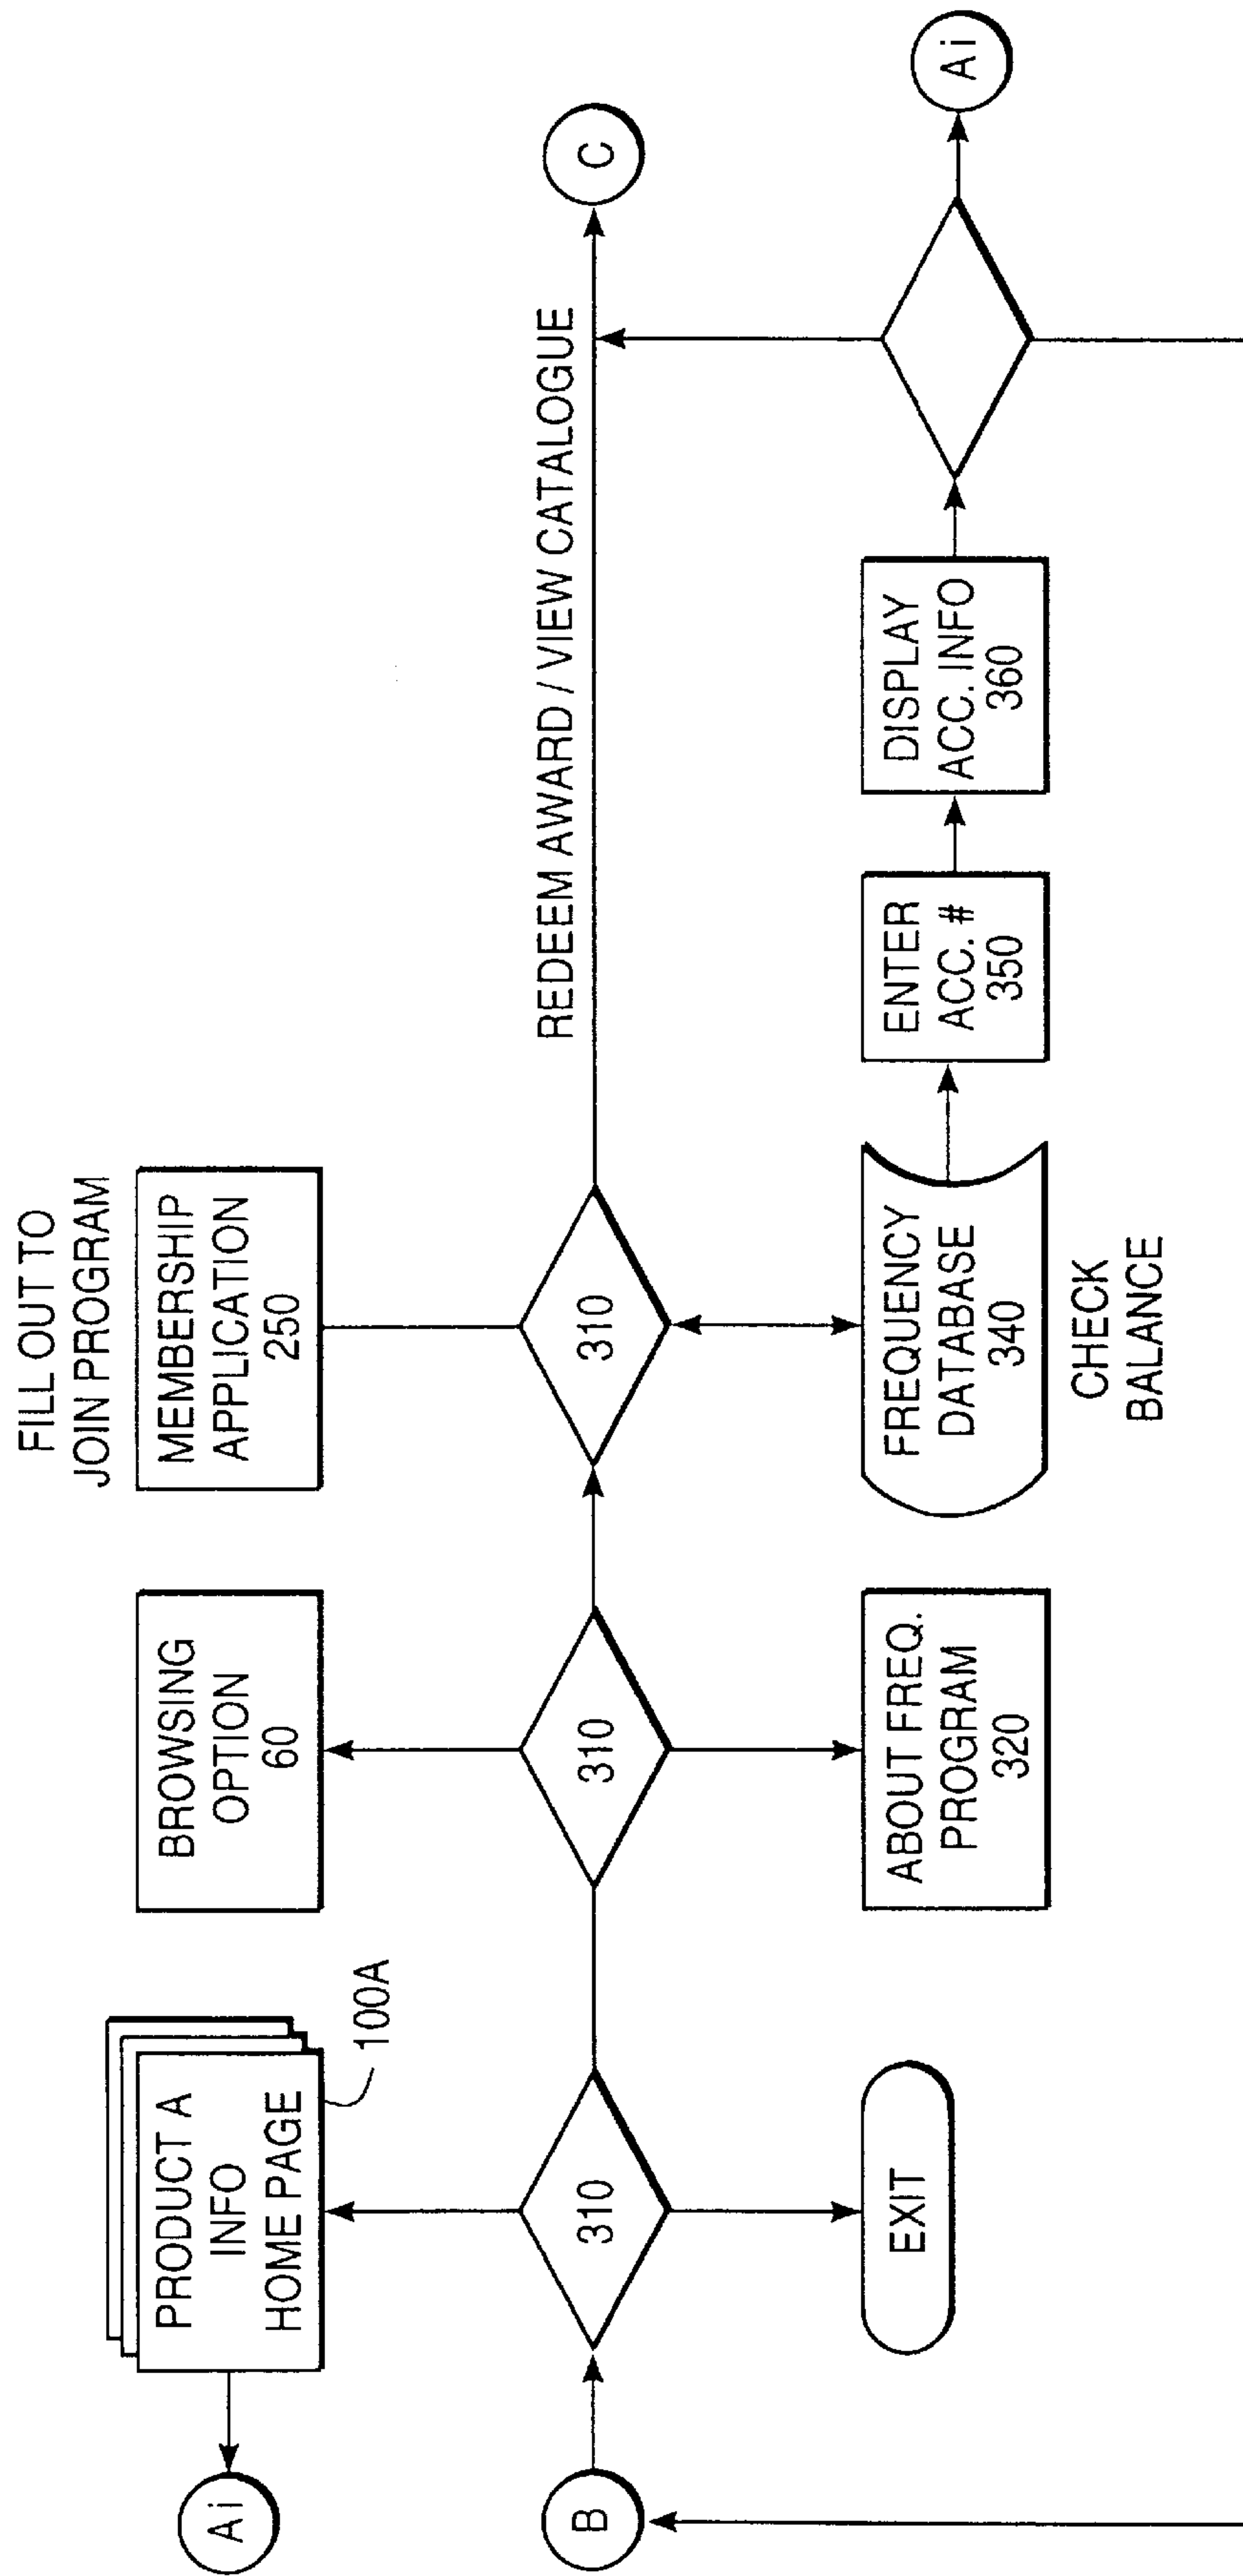 FILL OUT TO
JOIN PROGRAM
Ai
PRODUCT A
INFO
HOME PAGE
100A
BROWSING
OPTION
60
MEMBERSHIP
APPLICATION
250
B
310
310
310
REDEEM AWARD / VIEW CATALOGUE
C
EXIT
ABOUT FREQ.
PROGRAM
320
FREQUENCY
DATABASE
340
CHECK
BALANCE
ENTER
ACC. #
350
DISPLAY
ACC. INFO
360
Ai